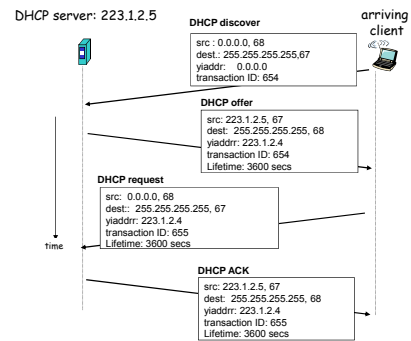 DHCP server: 223.1.2.5
arriving
client
DHCP discover
src : 0.0.0.0, 68
dest.: 255.255.255.255,67
yiaddr: 0.0.0.0
transaction ID: 654
DHCP offer
src: 223.1.2.5, 67
dest: 255.255.255.255, 68
yiaddrr: 223.1.2.4
transaction ID: 654
Lifetime: 3600 secs
DHCP request
src: 0.0.0.0, 68
dest:: 255.255.255.255, 67
yiaddrr: 223.1.2.4
transaction ID: 655
Lifetime: 3600 secs
time
DHCP ACK
src: 223.1.2.5, 67
dest: 255.255.255.255, 68
yiaddrr: 223.1.2.4
transaction ID: 655
Lifetime: 3600 secs